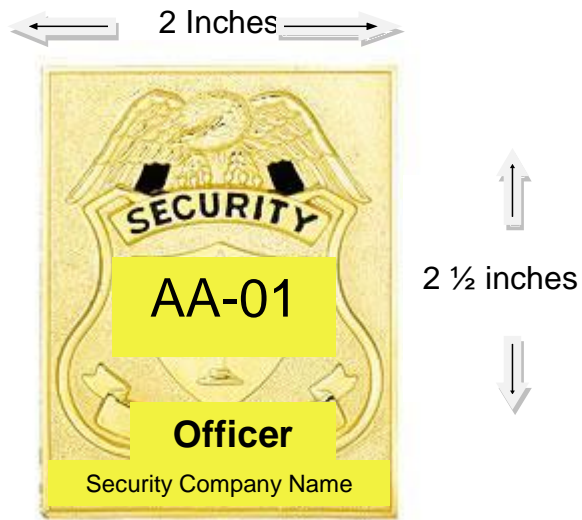 2 Inches
SECURITY
AA-01
2 ½ inches
Officer
Security Company Name